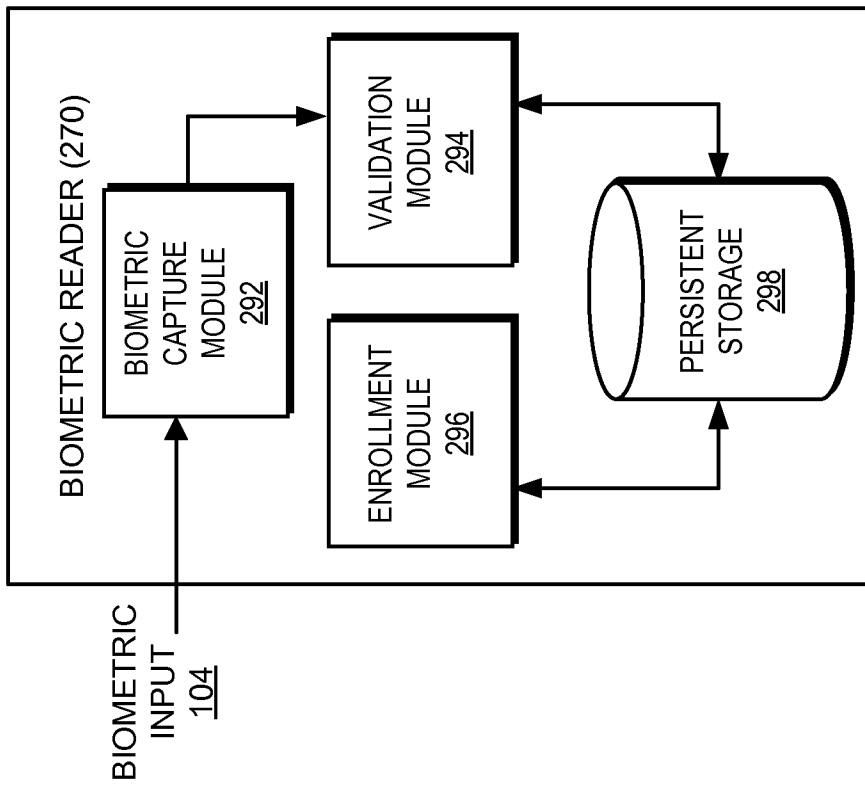 BIOMETRIC READER (270)
BIOMETRIC
INPUT
104
BIOMETRIC
CAPTURE
MODULE
292
ENROLLMENT
MODULE
296
VALIDATION
MODULE
294
PERSISTENT
STORAGE
298